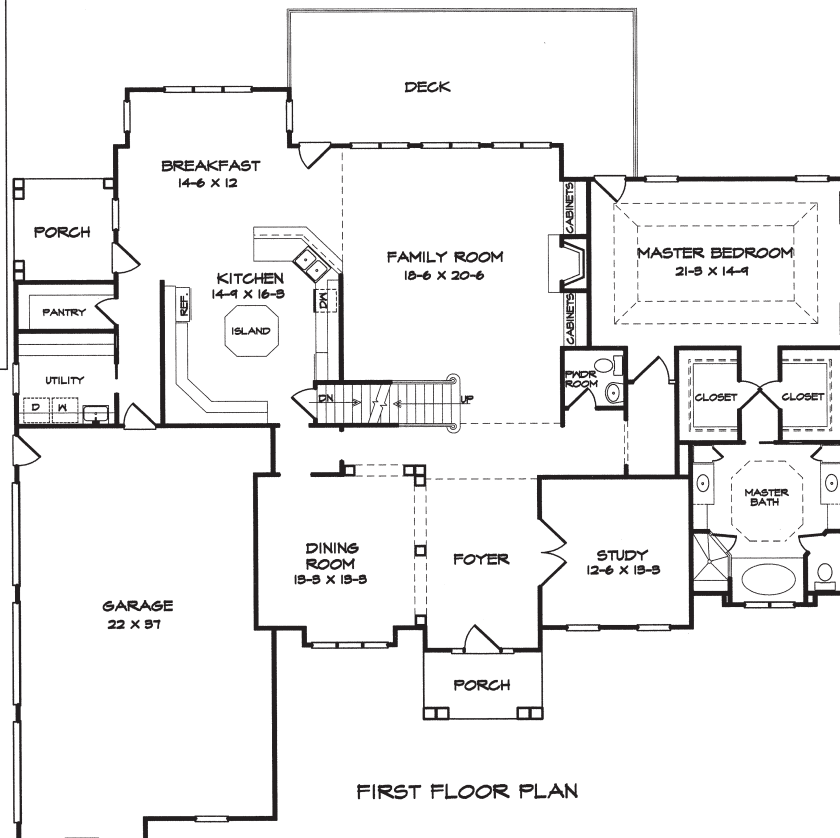 DECK
BREAKFAST
14-6 X 12
PORCH
FAMILY ROOM
18-6 X 20-6
CABINETS
MASTER BEDROOM
21-3 X 14-9
KITCHEN
14-9 X 16-3
REF.
DW
ISLAND
PANTRY
CABINETS
UTILITY
D W
DN
UP
PWDR
ROOM
CLOSET
CLOSET
MASTER
BATH
DINING
ROOM
13-3 X 13-3
FOYER
STUDY
12-6 X 13-3
GARAGE
22 X 37
PORCH
FIRST FLOOR PLAN